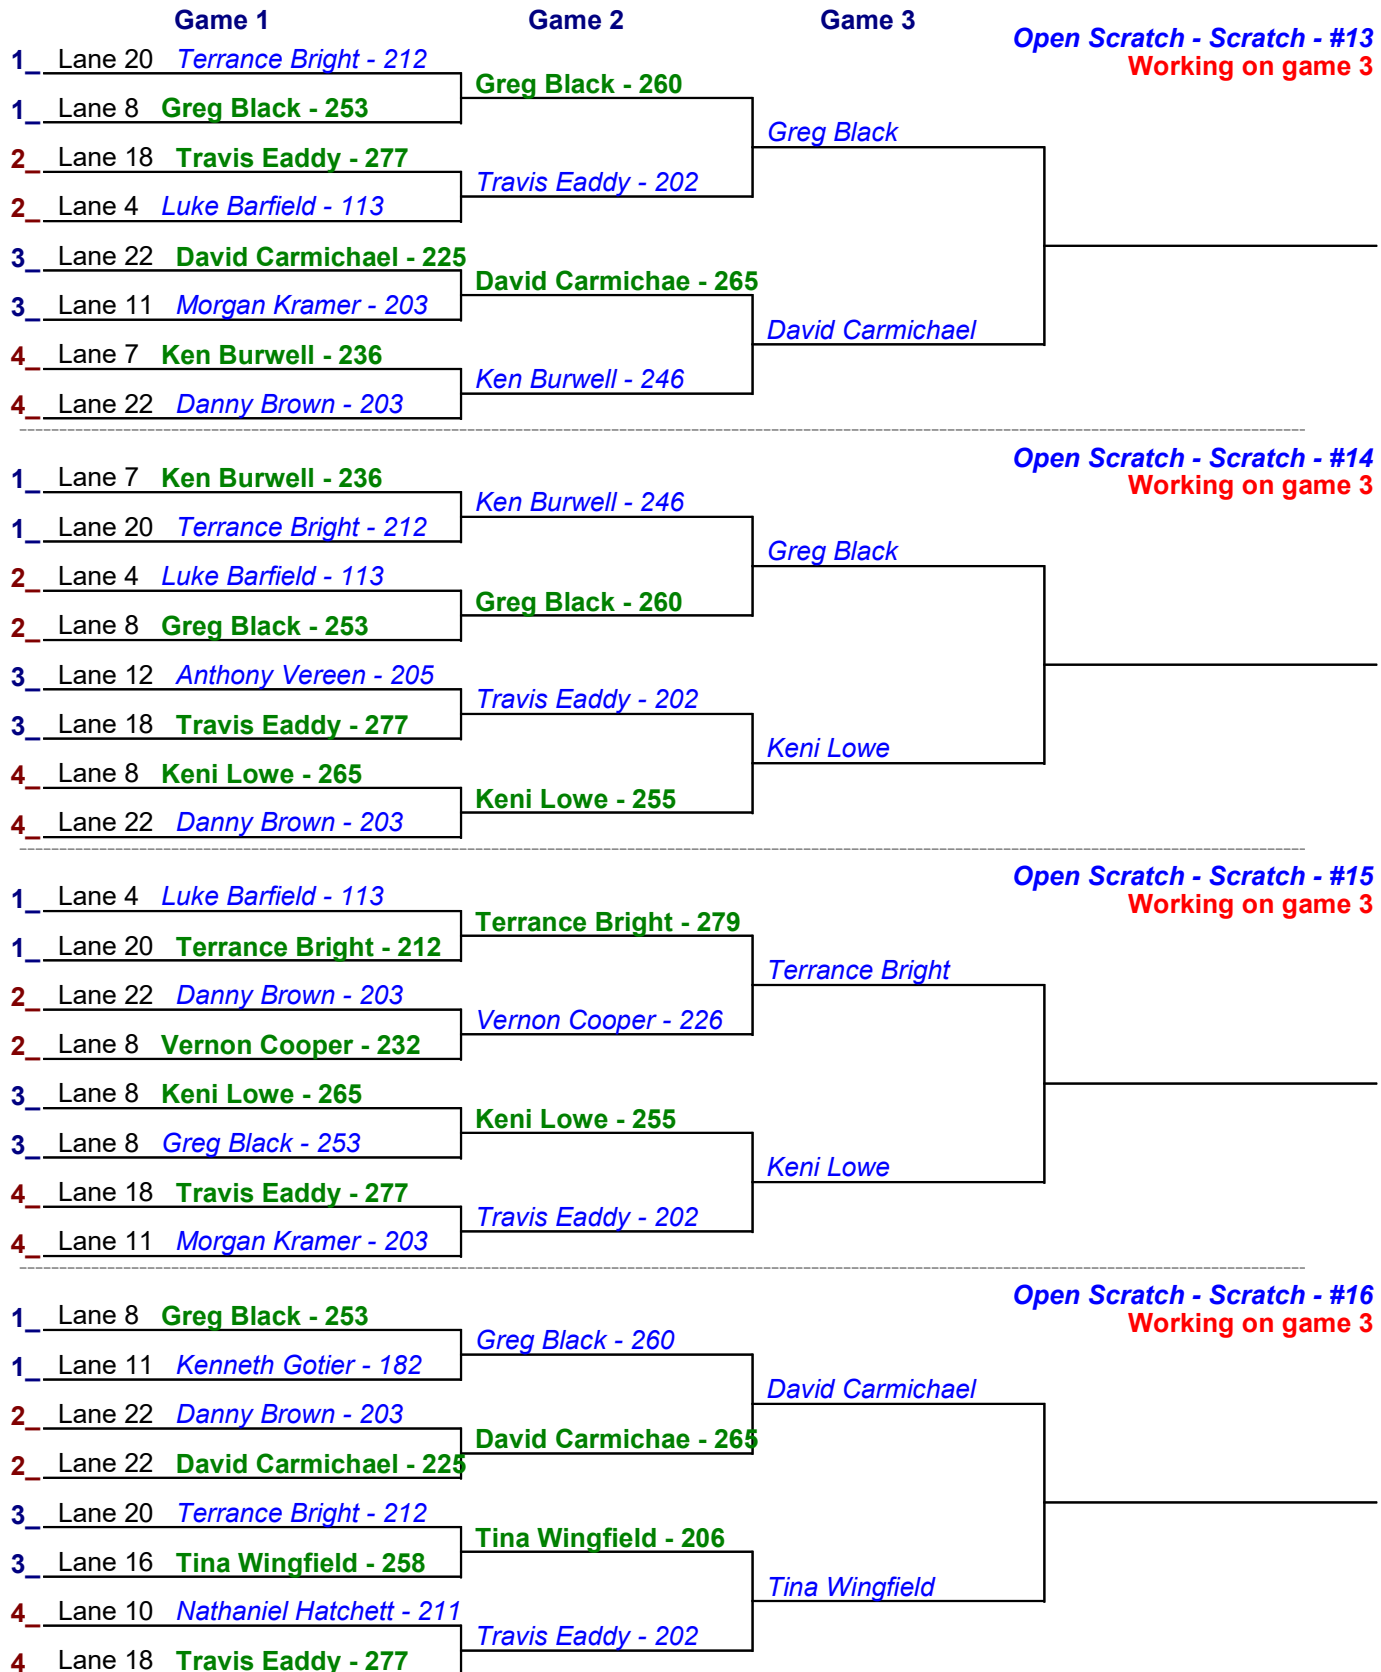 Game 1 Game 2 Game 3
Open Scratch - Scratch - #13
Working on game 3
1_ Lane 20 Terrance Bright - 212
Greg Black - 260
1_ Lane 8 Greg Black - 253
Greg Black
2_ Lane 18 Travis Eaddy - 277
Travis Eaddy - 202
2_ Lane 4 Luke Barfield - 113
3_ Lane 22 David Carmichael - 225
David Carmichae - 265
3_ Lane 11 Morgan Kramer - 203
David Carmichael
4_ Lane 7 Ken Burwell - 236
Ken Burwell - 246
4_ Lane 22 Danny Brown - 203
Open Scratch - Scratch - #14
Working on game 3
1_ Lane 7 Ken Burwell - 236
Ken Burwell - 246
1_ Lane 20 Terrance Bright - 212
Greg Black
2_ Lane 4 Luke Barfield - 113
Greg Black - 260
2_ Lane 8 Greg Black - 253
3_ Lane 12 Anthony Vereen - 205
Travis Eaddy - 202
3_ Lane 18 Travis Eaddy - 277
Keni Lowe
4_ Lane 8 Keni Lowe - 265
Keni Lowe - 255
4_ Lane 22 Danny Brown - 203
Open Scratch - Scratch - #15
Working on game 3
1_ Lane 4 Luke Barfield - 113
Terrance Bright - 279
1_ Lane 20 Terrance Bright - 212
Terrance Bright
2_ Lane 22 Danny Brown - 203
Vernon Cooper - 226
2_ Lane 8 Vernon Cooper - 232
3_ Lane 8 Keni Lowe - 265
Keni Lowe - 255
3_ Lane 8 Greg Black - 253
Keni Lowe
4_ Lane 18 Travis Eaddy - 277
Travis Eaddy - 202
4_ Lane 11 Morgan Kramer - 203
Open Scratch - Scratch - #16
Working on game 3
1_ Lane 8 Greg Black - 253
Greg Black - 260
1_ Lane 11 Kenneth Gotier - 182
David Carmichael
2_ Lane 22 Danny Brown - 203
David Carmichae - 265
2_ Lane 22 David Carmichael - 225
3_ Lane 20 Terrance Bright - 212
Tina Wingfield - 206
3_ Lane 16 Tina Wingfield - 258
Tina Wingfield
4_ Lane 10 Nathaniel Hatchett - 211
Travis Eaddy - 202
4 Lane 18 Travis Eaddy - 277